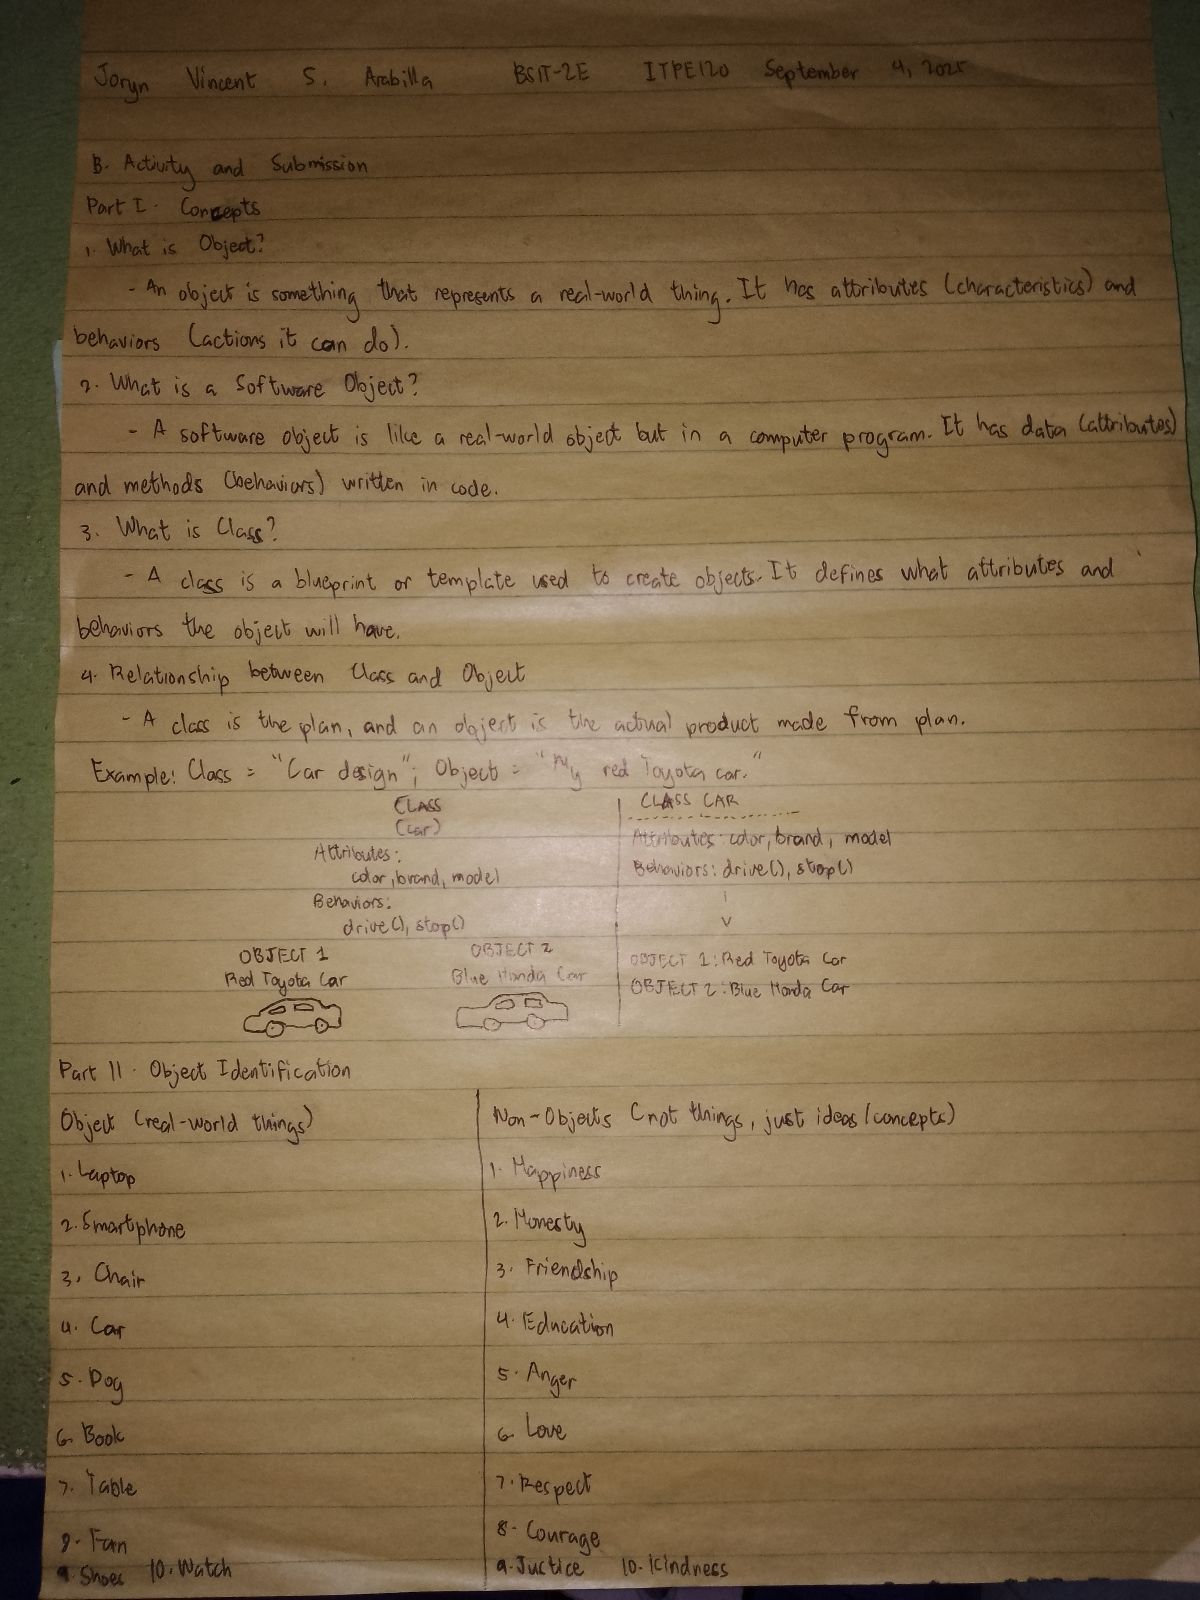 Joryn Vincent S. Arabilla BSIT-2E ITPE120 September 4, 2025
B. Activity and Submission
Part I. Concepts
1. What is Object?
- An object is something that represents a real-world thing. It has attributes (characteristics) and
behaviors (actions it can do).
2. What is a Software Object?
- A software object is like a real-world object but in a computer program. It has data (attributes)
and methods (behaviors) written in code.
3. What is Class?
- A class is a blueprint or template used to create objects. It defines what attributes and
behaviors the object will have.
4. Relationship between Class and Object
- A class is the plan, and an object is the actual product made from plan.
Example: Class = "Car design"; Object = "My red Toyota car."
CLASS
(car)
Attributes:
color, brand, model
Behaviors:
drive(), stop()
OBJECT 1
Red Toyota Car
OBJECT 2
Blue Honda Car
CLASS CAR
Attributes: color, brand, model
Behaviors: drive(), stop()
OBJECT 1: Red Toyota Car
OBJECT 2: Blue Honda Car
Part II. Object Identification
Object (real-world things)
1. Laptop
2. Smartphone
3. Chair
4. Car
5. Dog
6. Book
7. Table
8. Fan
9. Shoes 10. Watch
Non-Objects (not things, just ideas/concepts)
1. Happiness
2. Honesty
3. Friendship
4. Education
5. Anger
6. Love
7. Respect
8. Courage
9. Justice 10. Kindness